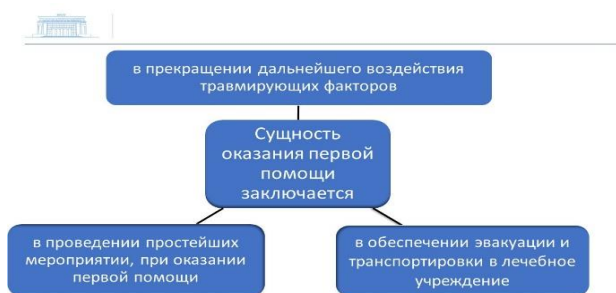 в прекращении дальнейшего воздействия
травмирующих факторов
Сущность
оказания первой
помощи
заключается
в проведении простейших
мероприятии, при оказании
первой помощи
в обеспечении эвакуации и
транспортировки в лечебное
учреждение